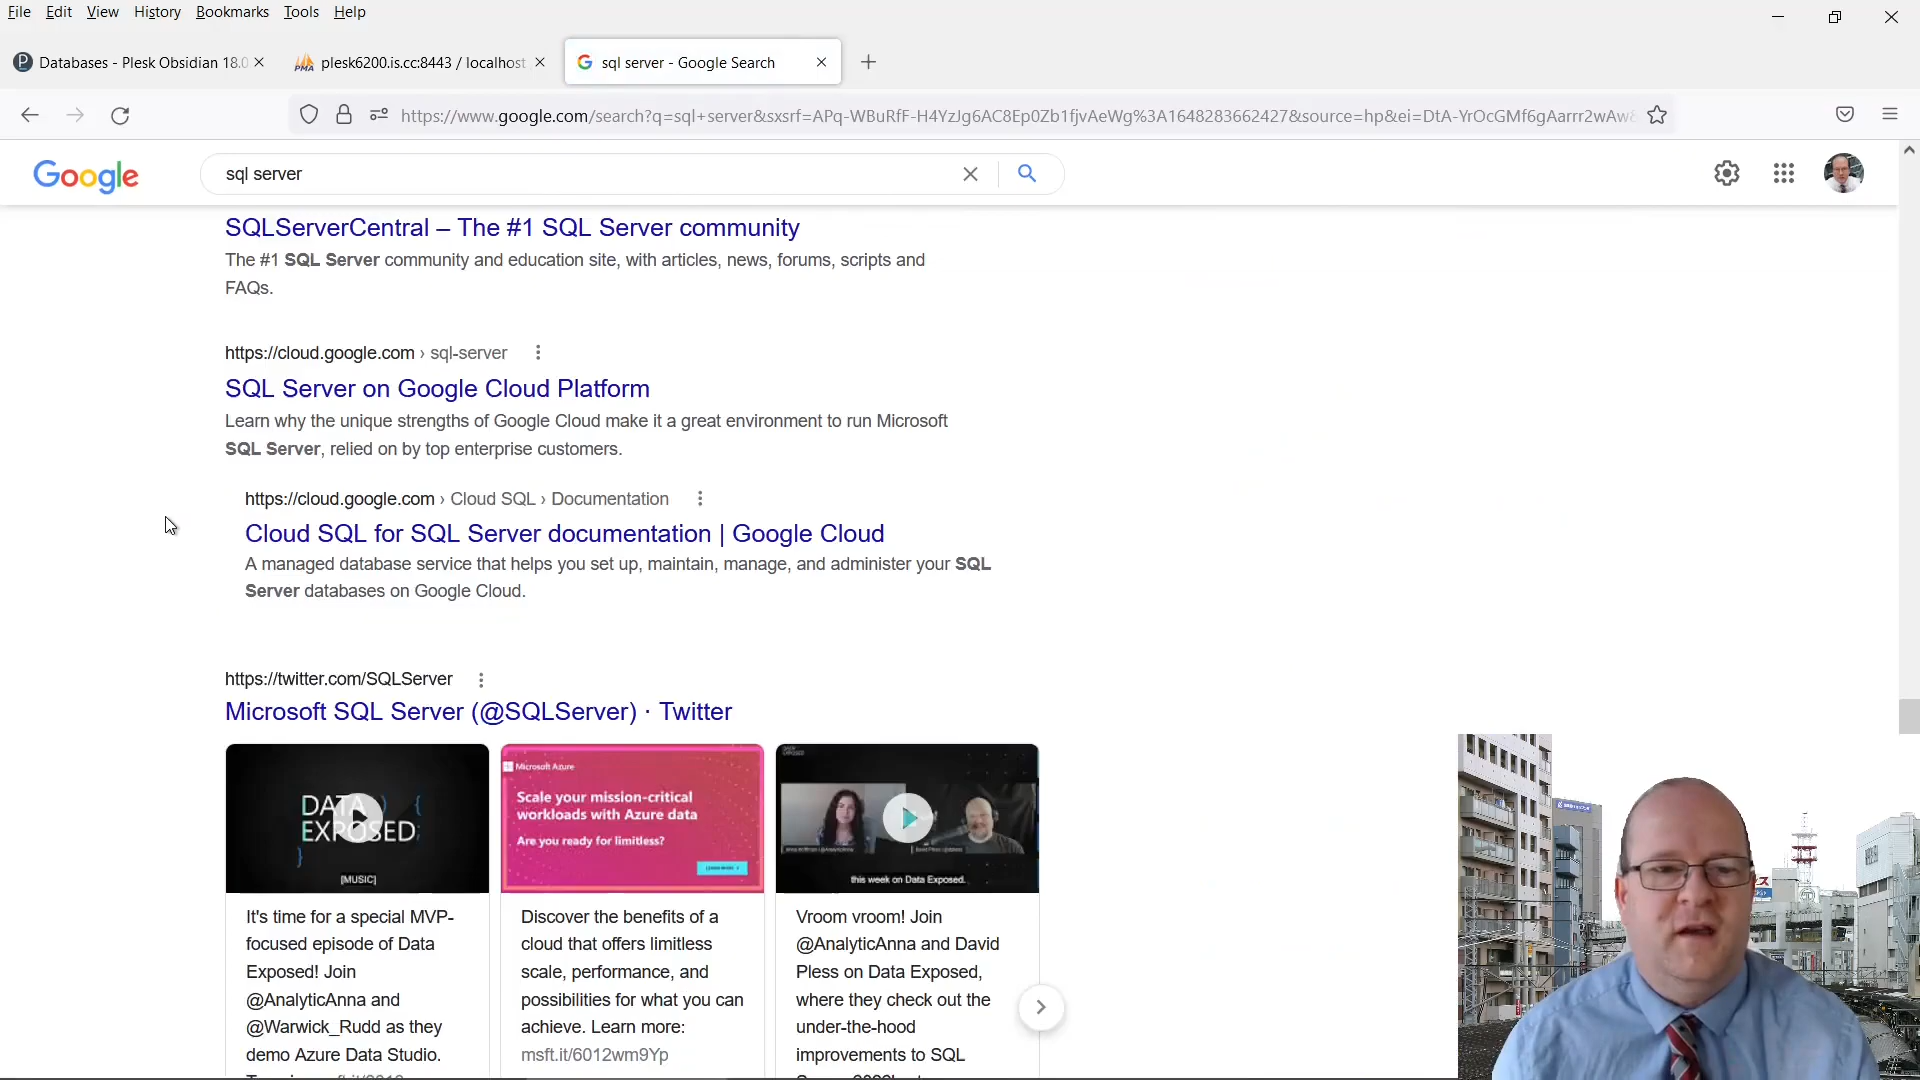 File Edit View History Bookmarks Tools Help
Databases - Plesk Obsidian 18.0
plesk6200.is.cc:8443 / localhost
sql server - Google Search
https://www.google.com/search?q=sql+server&sxsrf=APq-WBuRfF-H4YzJg6AC8Ep0Zb1fjvAeWg%3A1648283662427&source=hp&ei=DtA-YrOcGMf6gAarrr2wAw&
Google
sql server
SQLServerCentral – The #1 SQL Server community
The #1 SQL Server community and education site, with articles, news, forums, scripts and
FAQs.
https://cloud.google.com › sql-server
SQL Server on Google Cloud Platform
Learn why the unique strengths of Google Cloud make it a great environment to run Microsoft
SQL Server, relied on by top enterprise customers.
https://cloud.google.com › Cloud SQL › Documentation
Cloud SQL for SQL Server documentation | Google Cloud
A managed database service that helps you set up, maintain, manage, and administer your SQL
Server databases on Google Cloud.
https://twitter.com/SQLServer
Microsoft SQL Server (@SQLServer) · Twitter
DATA
EXPOSED
[MUSIC]
It's time for a special MVP-
focused episode of Data
Exposed! Join
@AnalyticAnna and
@Warwick_Rudd as they
demo Azure Data Studio.
Microsoft Azure
Scale your mission-critical
workloads with Azure data
Are you ready for limitless?
Discover the benefits of a
cloud that offers limitless
scale, performance, and
possibilities for what you can
achieve. Learn more:
msft.it/6012wm9Yp
DATA
EXPOSED
this week on Data Exposed.
Vroom vroom! Join
@AnalyticAnna and David
Pless on Data Exposed,
where they check out the
under-the-hood
improvements to SQL